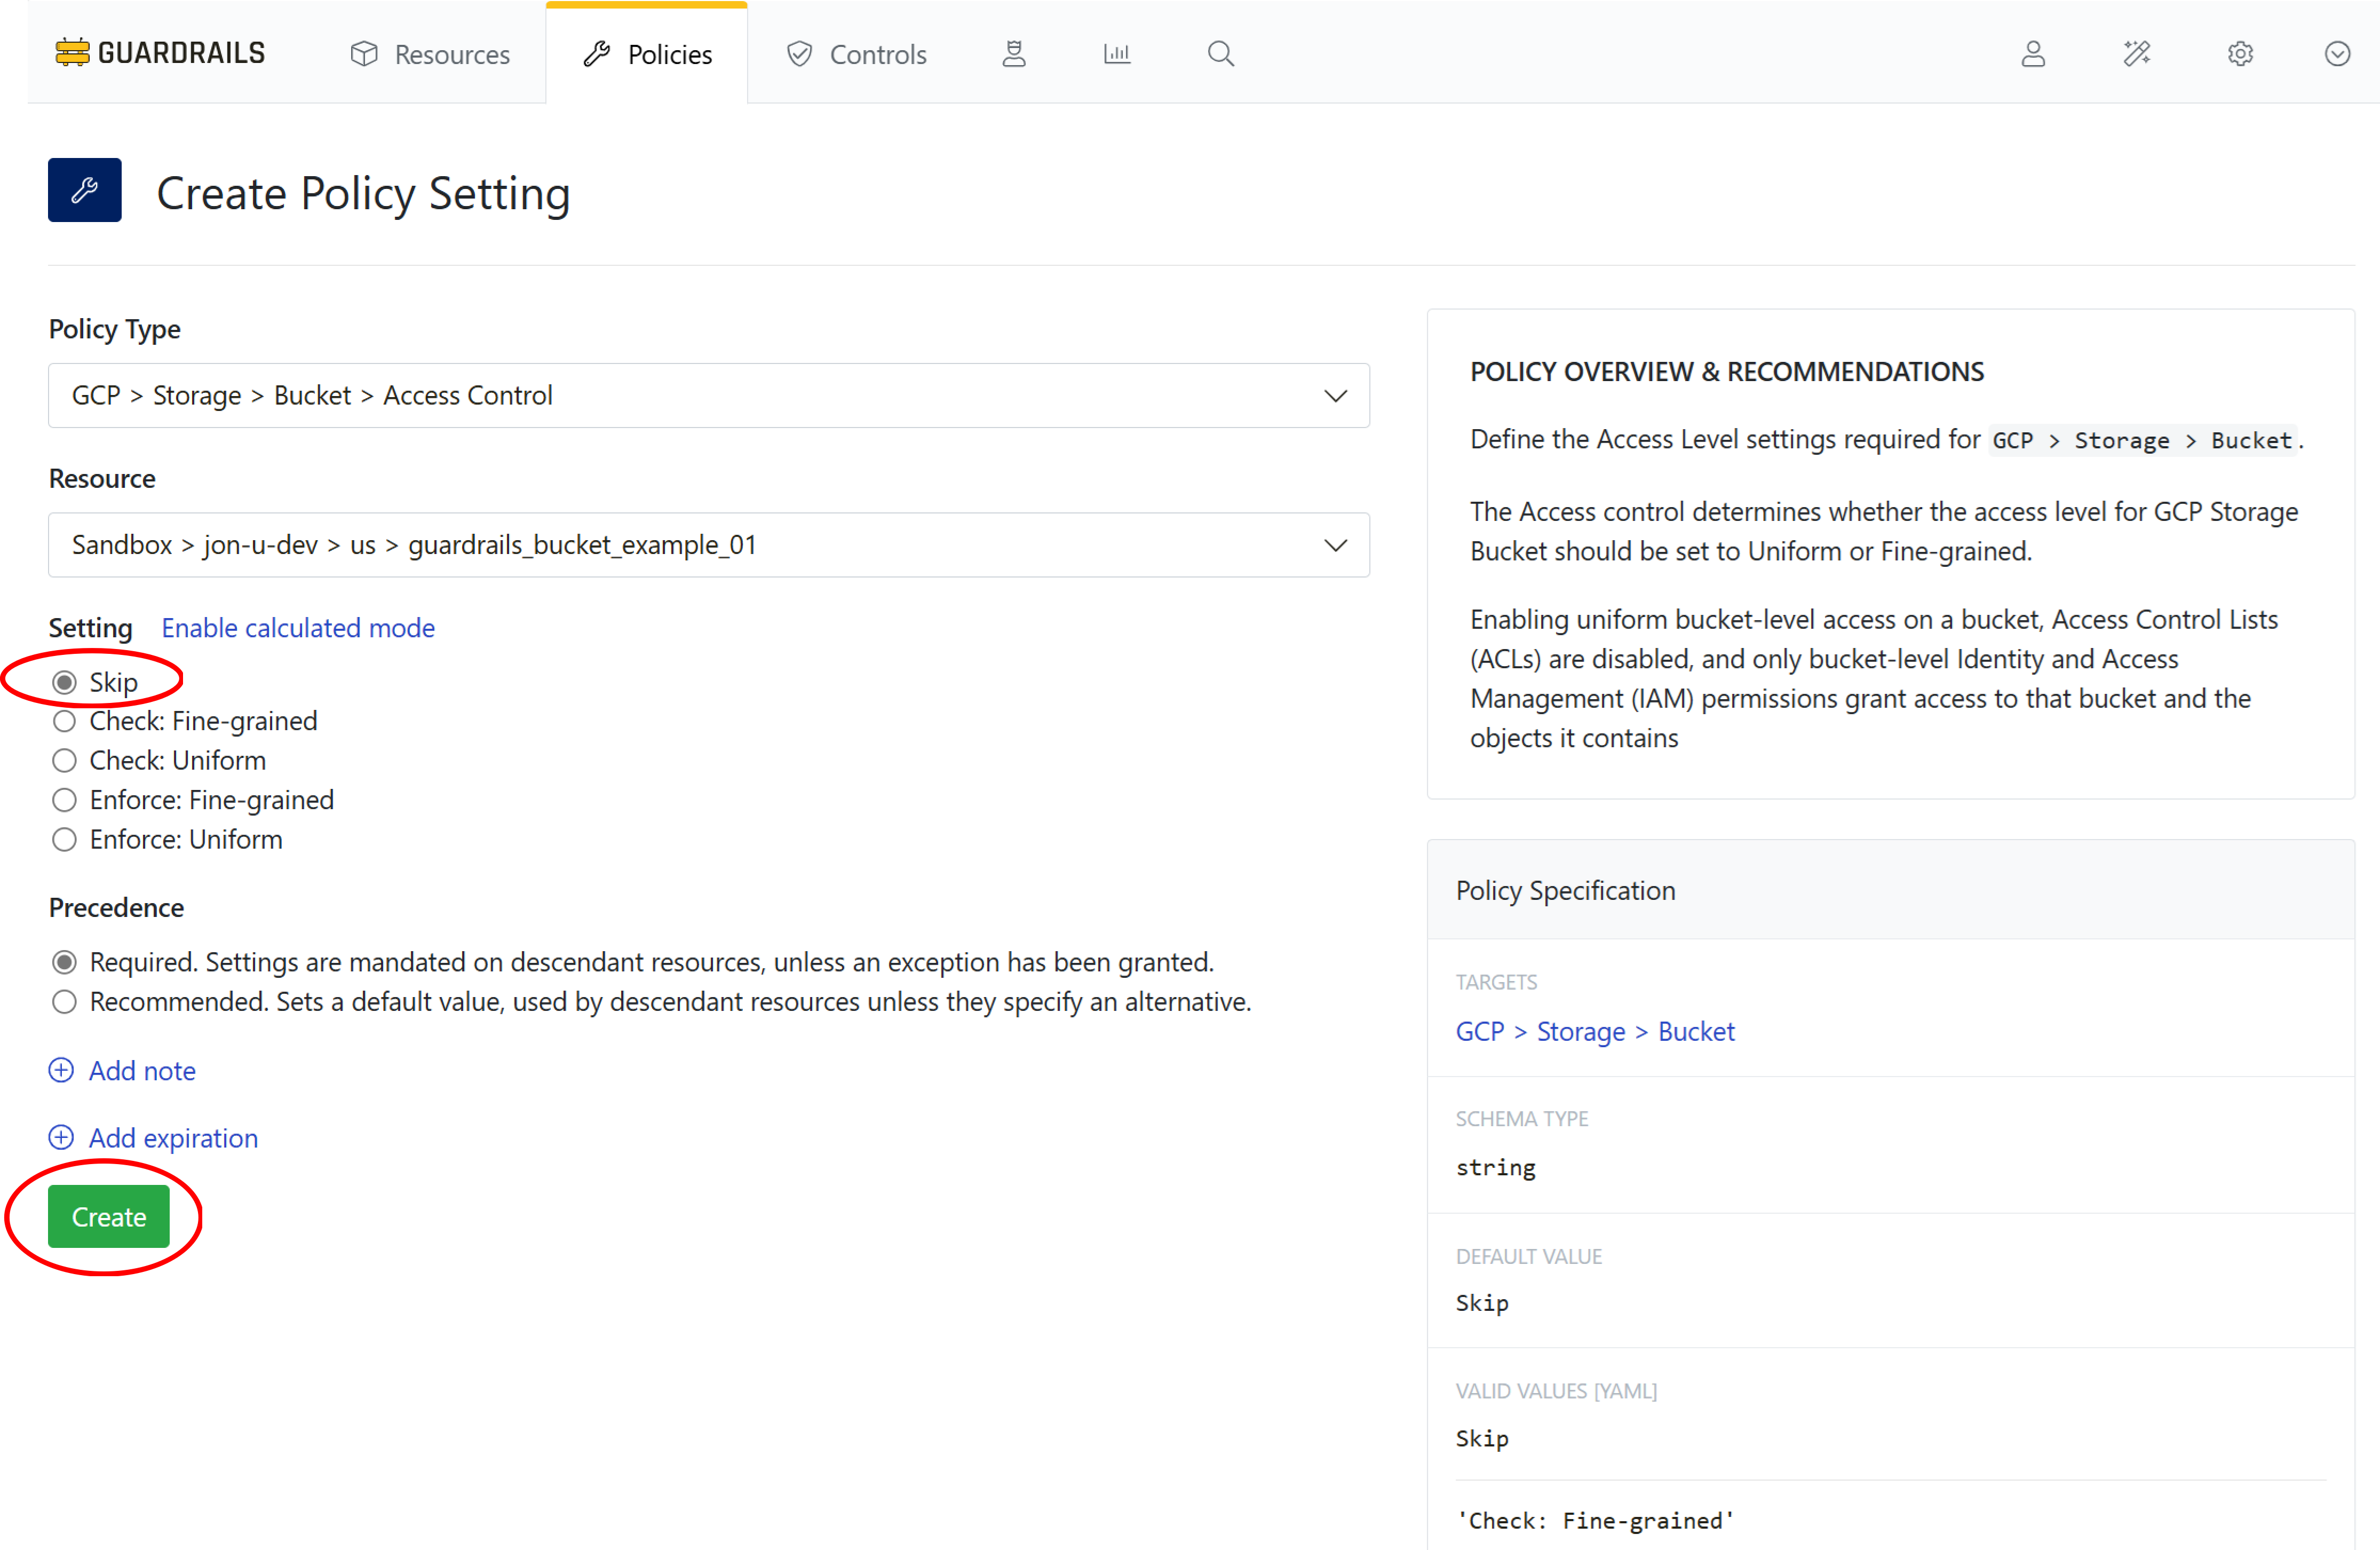 GUARDRAILS
Resources
Policies
Controls
Create Policy Setting
Policy Type
GCP > Storage > Bucket > Access Control
Resource
Sandbox > jon-u-dev > us > guardrails_bucket_example_01
Setting Enable calculated mode
Skip
Check: Fine-grained
Check: Uniform
Enforce: Fine-grained
Enforce: Uniform
Precedence
Required. Settings are mandated on descendant resources, unless an exception has been granted.
Recommended. Sets a default value, used by descendant resources unless they specify an alternative.
Add note
Add expiration
Create
POLICY OVERVIEW & RECOMMENDATIONS
Define the Access Level settings required for GCP > Storage > Bucket.
The Access control determines whether the access level for GCP Storage
Bucket should be set to Uniform or Fine-grained.
Enabling uniform bucket-level access on a bucket, Access Control Lists
(ACLs) are disabled, and only bucket-level Identity and Access
Management (IAM) permissions grant access to that bucket and the
objects it contains
Policy Specification
TARGETS
GCP > Storage > Bucket
SCHEMA TYPE
string
DEFAULT VALUE
Skip
VALID VALUES [YAML]
Skip
'Check: Fine-grained'